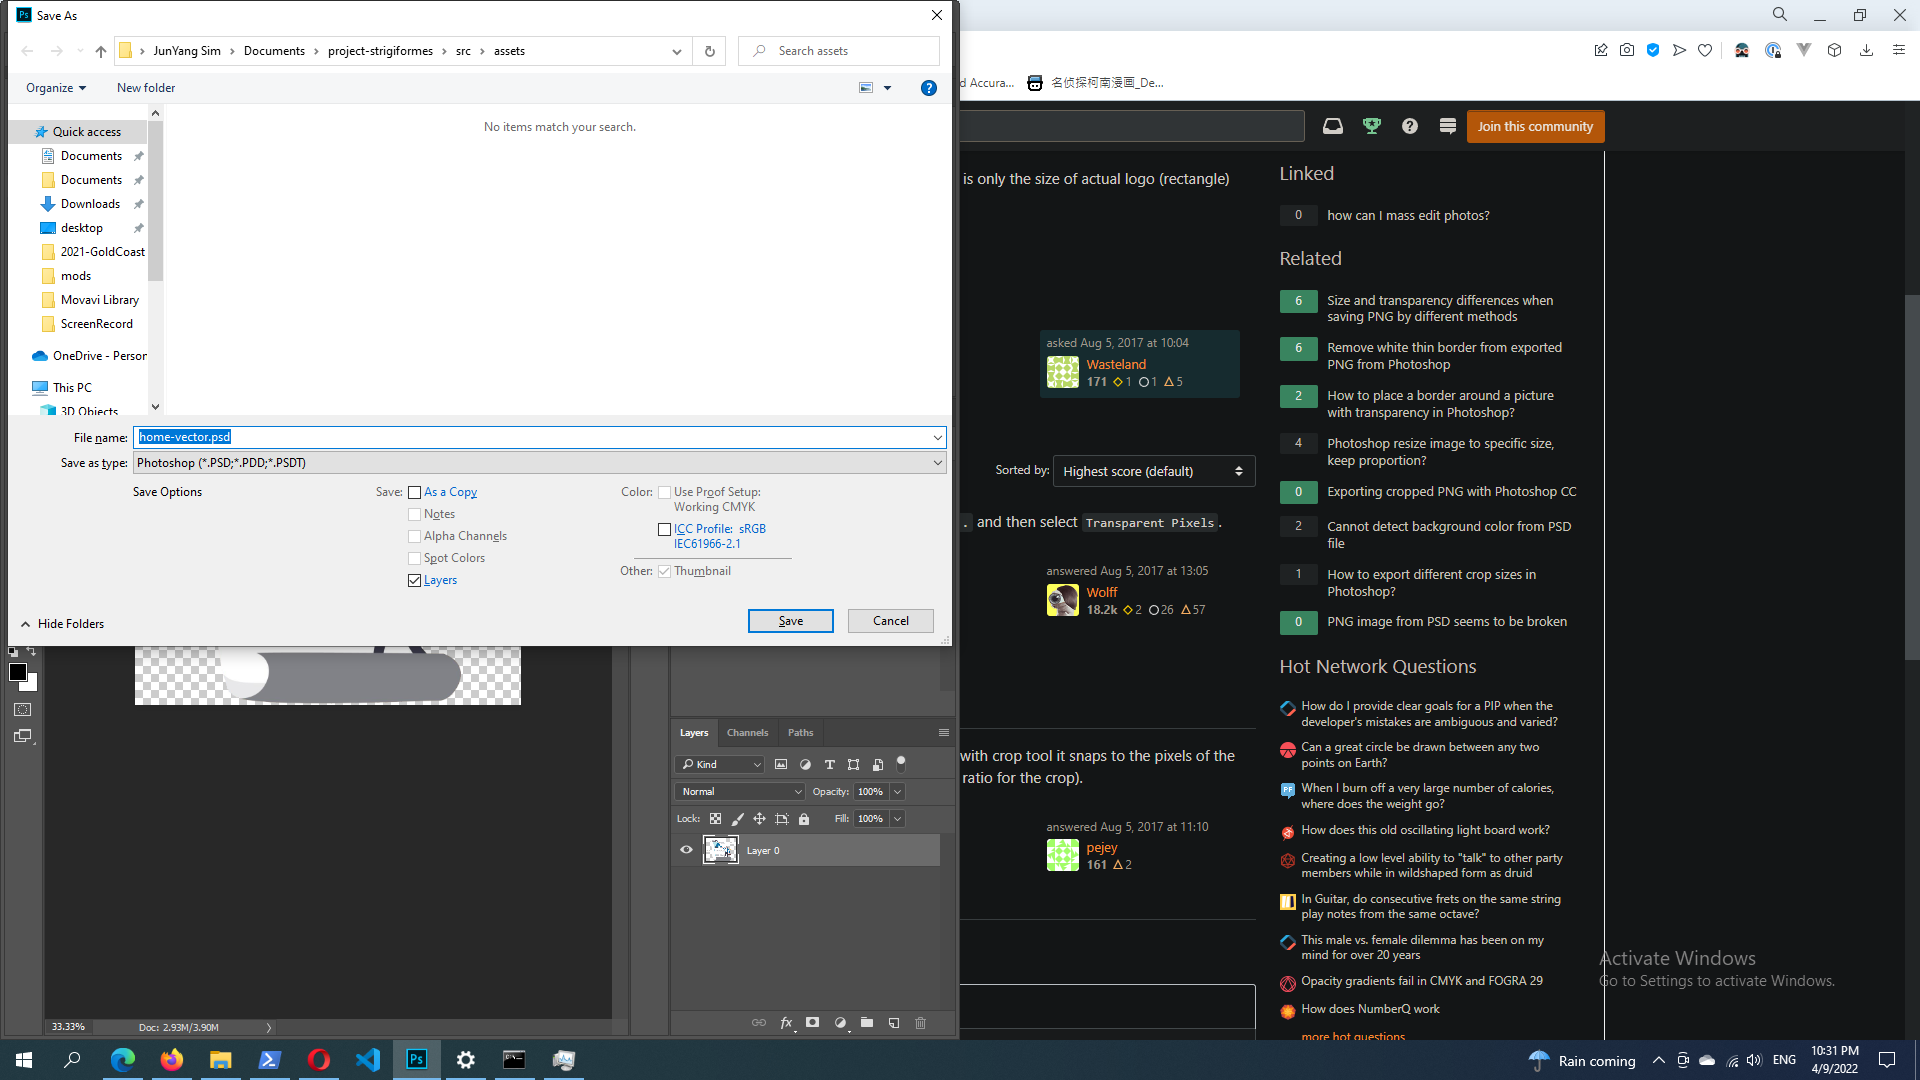 Save As
JunYang Sim
Documents
project-strigiformes
src
assets
Search assets
Organize
New folder
Quick access
Documents
Documents
Downloads
desktop
2021-GoldCoast
mods
Movavi Library
ScreenRecord
OneDrive - Person
This PC
3D Objects
No items match your search.
File name:
home-vector.psd
Save as type:
Photoshop (*.PSD;*.PDD;*.PSDT)
Save Options
Save:
As a Copy
Notes
Alpha Channels
Spot Colors
Layers
Color:
Use Proof Setup:
Working CMYK
ICC Profile: sRGB
IEC61966-2.1
Other:
Thumbnail
Hide Folders
Save
Cancel
Layers
Channels
Paths
Kind
Normal
Opacity:
100%
Lock:
Fill:
100%
Layer 0
33.33%
Doc: 2.93M/3.90M
d Accura...
名侦探柯南漫画_De...
Join this community
is only the size of actual logo (rectangle)
asked Aug 5, 2017 at 10:04
Wasteland
171 1 1 5
Sorted by:
Highest score (default)
. and then select Transparent Pixels.
answered Aug 5, 2017 at 13:05
Wolff
18.2k 2 26 57
with crop tool it snaps to the pixels of the
ratio for the crop).
answered Aug 5, 2017 at 11:10
pejey
161 2
Linked
0 how can I mass edit photos?
Related
6 Size and transparency differences when
saving PNG by different methods
6 Remove white thin border from exported
PNG from Photoshop
2 How to place a border around a picture
with transparency in Photoshop?
4 Photoshop resize image to specific size,
keep proportion?
0 Exporting cropped PNG with Photoshop CC
2 Cannot detect background color from PSD
file
1 How to export different crop sizes in
Photoshop?
0 PNG image from PSD seems to be broken
Hot Network Questions
How do I provide clear goals for a PIP when the
developer's mistakes are ambiguous and varied?
Can a great circle be drawn between any two
points on Earth?
When I burn off a very large number of calories,
where does the weight go?
How does this old oscillating light board work?
Creating a low level ability to "talk" to other party
members while in wildshaped form as druid
In Guitar, do consecutive frets on the same string
play notes from the same octave?
This male vs. female dilemma has been on my
mind for over 20 years
Opacity gradients fail in CMYK and FOGRA 29
How does NumberQ work
more hot questions
Activate Windows
Go to Settings to activate Windows.
Ps
Rain coming
ENG
10:31 PM
4/9/2022